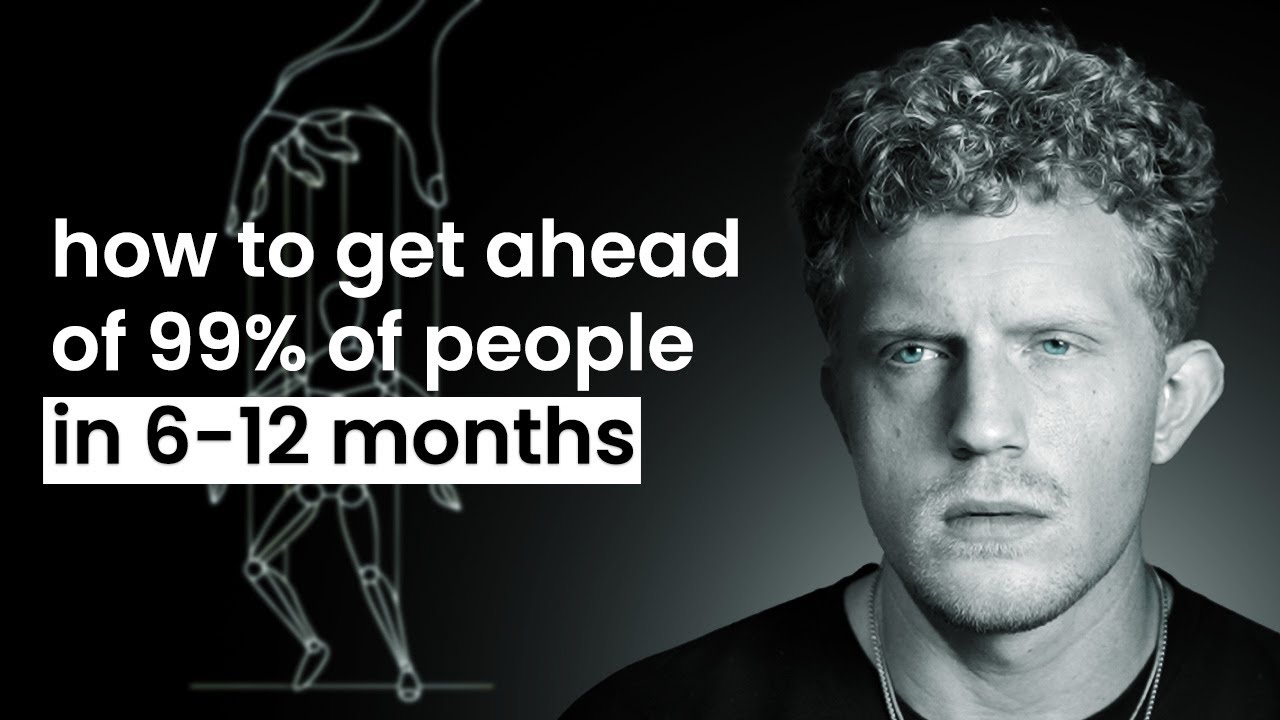 how to get ahead
of 99% of people
in 6-12 months